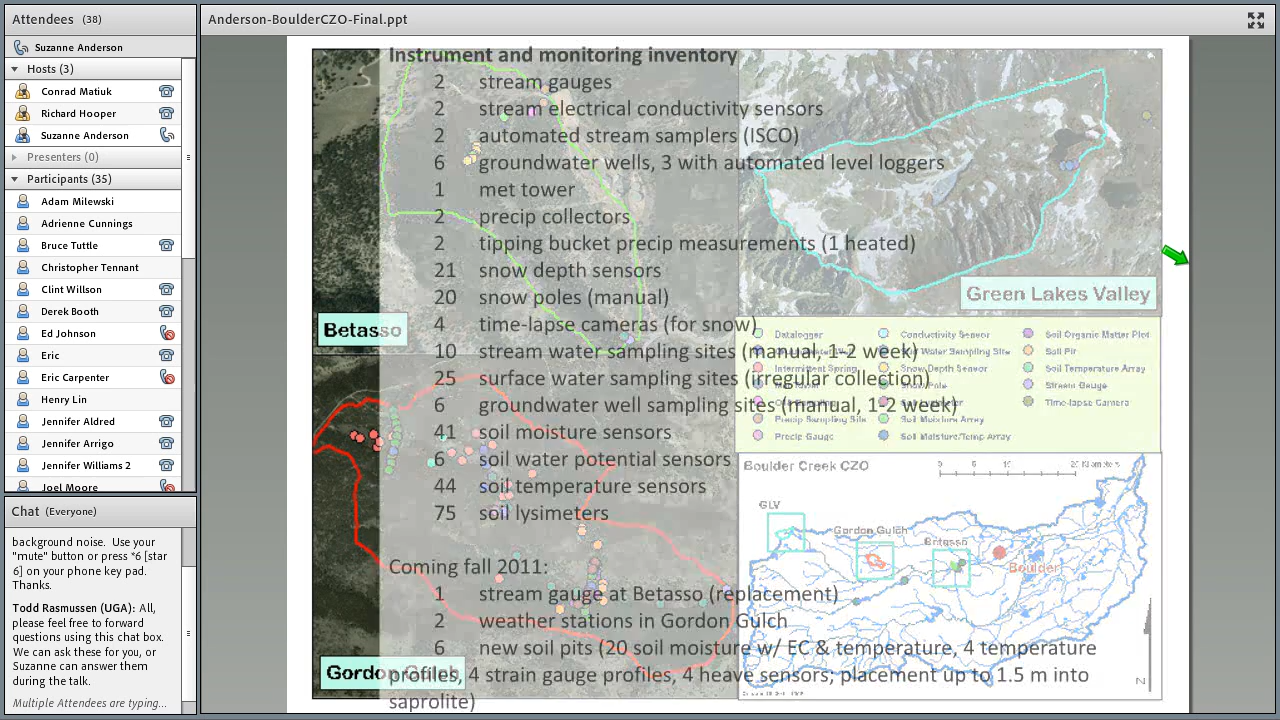 Attendees (38)
Suzanne Anderson
Hosts (3)
Conrad Matiuk
Richard Hooper
Suzanne Anderson
Presenters (0)
Participants (35)
Adam Milewski
Adrienne Cunnings
Bruce Tuttle
Christopher Tennant
Clint Willson
Derek Booth
Ed Johnson
eric
Eric Carpenter
Henry Lin
Jennifer Aldred
Jennifer Arrigo
Jennifer Williams 2
Joel Moore
Chat (Everyone)
background noise. Use your
"mute" button or press *6 [star
6] on your phone key pad.
Thanks.
Todd Rasmussen (UGA): All,
please feel free to forward
questions using this chat box.
We can ask these for you, or
Suzanne can answer them
during the talk.
Multiple users are typing...
Anderson-BoulderCZO-Final.ppt
Instrument and monitoring inventory
2 stream gauges
2 stream electrical conductivity sensors
2 automated stream samplers (ISCO)
6 groundwater wells, 3 with automated level loggers
1 met tower
2 precip collectors
2 tipping bucket precip measurements (1 heated)
21 snow depth sensors
20 snow poles (manual)
4 time-lapse cameras (for snow)
10 stream water sampling sites (manual, 1-2 week)
25 surface water sampling sites (irregular collection)
6 groundwater well sampling sites (manual, 1-2 week)
41 soil moisture sensors
6 soil water potential sensors
44 soil temperature sensors
75 soil lysimeters
Coming fall 2011:
1 stream gauge at Betasso (replacement)
2 weather stations in Gordon Gulch
6 new soil pits (20 soil moisture w/ EC & temperature, 4 temperature
profiles, 4 strain gauge profiles, 4 heave sensors; placement up to 1.5 m into
saprolite)
Betasso
Green Lakes Valley
Gordon Gulch
Datalogger
Intermittent Spring
Precip Sampling Site
Precip Gauge
Conductivity Sensor
Water Sampling Site
Snow Depth Sensor
Pole
Soil Moisture Array
Soil Moisture/Temp Array
Soil Organic Matter Plot
Soil Pit
Soil Temperature Array
Stream Gauge
Time-lapse Camera
Boulder Creek CZO
0 5 10 20 Kilometers
GLV
Gordon Gulch
Betasso
Boulder
N